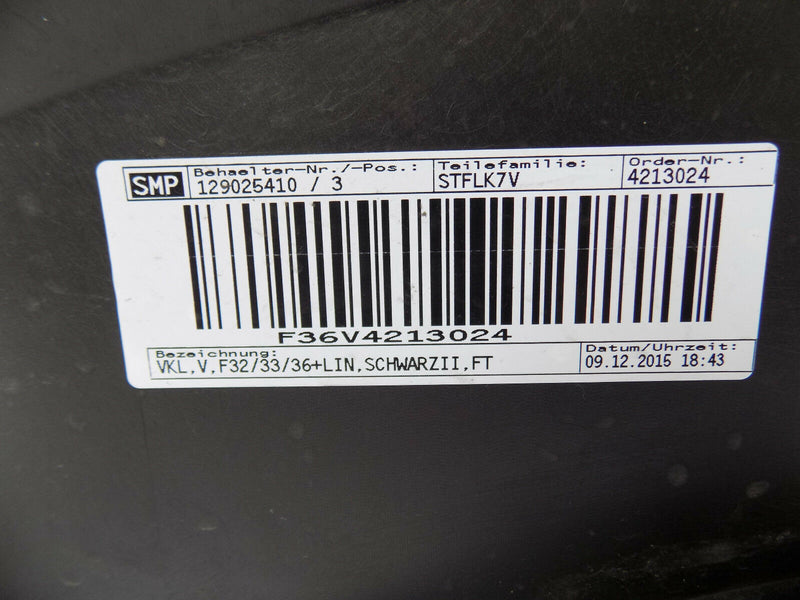 SMP
Behaelter-Nr./-Pos.: Teilefamilie: Order-Nr.:
129025410 / 3 STFLK7V 4213024
F36V4213024
Bezeichnung: Datum/Uhrzeit:
VKL,V,F32/33/36+LIN,SCHWARZII,FT 09.12.2015 18:43